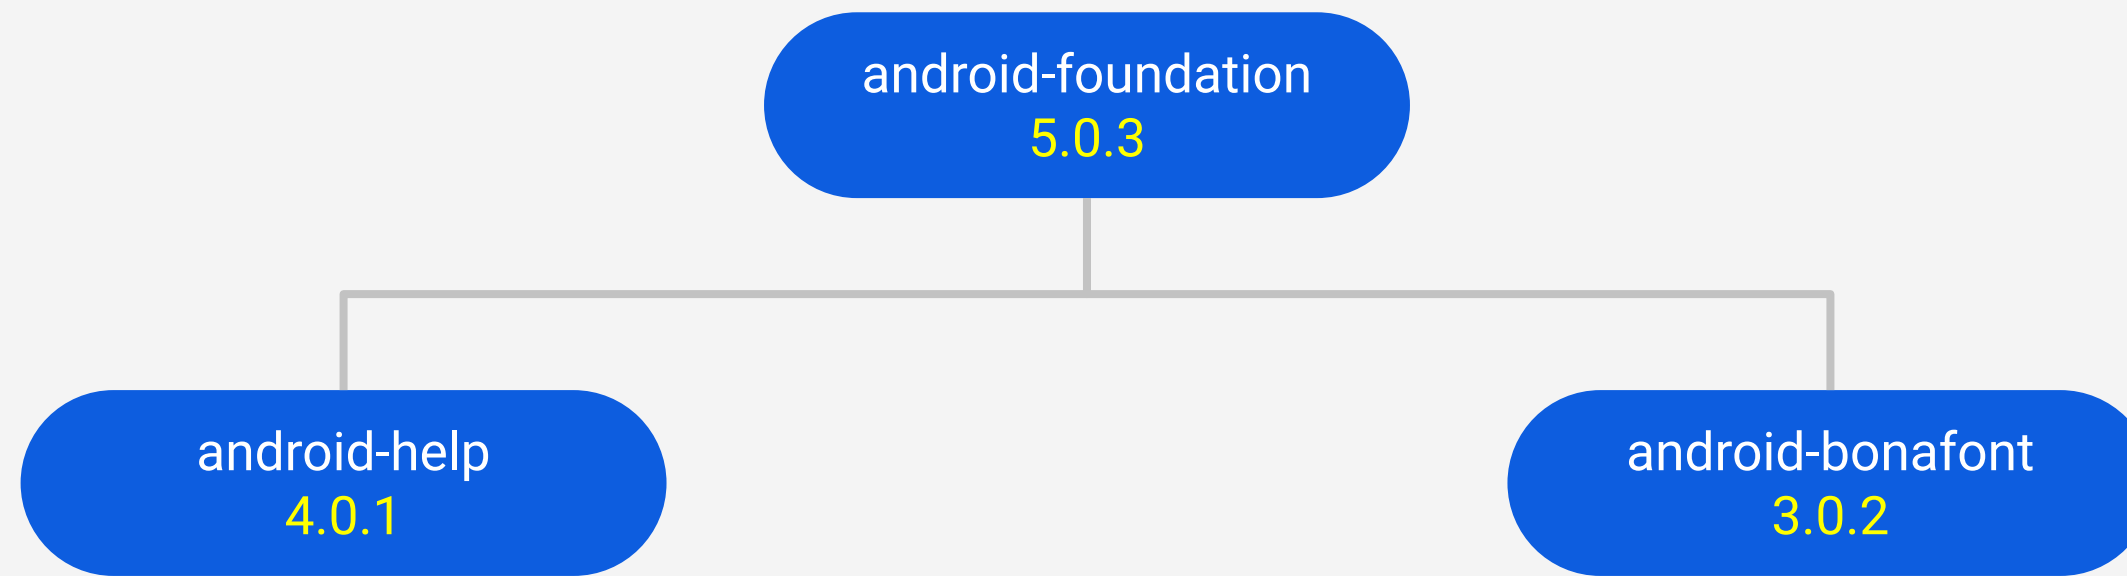 android-foundation
5.0.3
android-help
4.0.1
android-bonafont
3.0.2